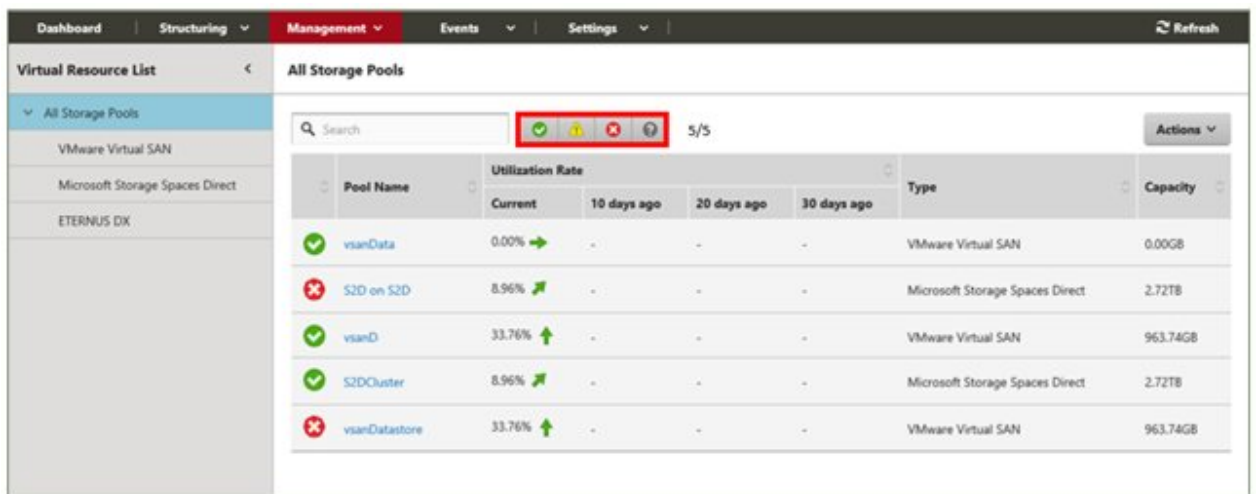 Dashboard Structuring Management Events Settings Refresh
Virtual Resource List
All Storage Pools
All Storage Pools
VMware Virtual SAN
Microsoft Storage Spaces Direct
ETERNUS DX
Search 5/5 Actions
Pool Name Utilization Rate Type Capacity
Current 10 days ago 20 days ago 30 days ago
vsanData 0.00% - - - VMware Virtual SAN 0.00GB
S2D on S2D 8.96% - - - Microsoft Storage Spaces Direct 2.72TB
vsanD 33.76% - - - VMware Virtual SAN 963.74GB
S2DCluster 8.96% - - - Microsoft Storage Spaces Direct 2.72TB
vsanDatastore 33.76% - - - VMware Virtual SAN 963.74GB